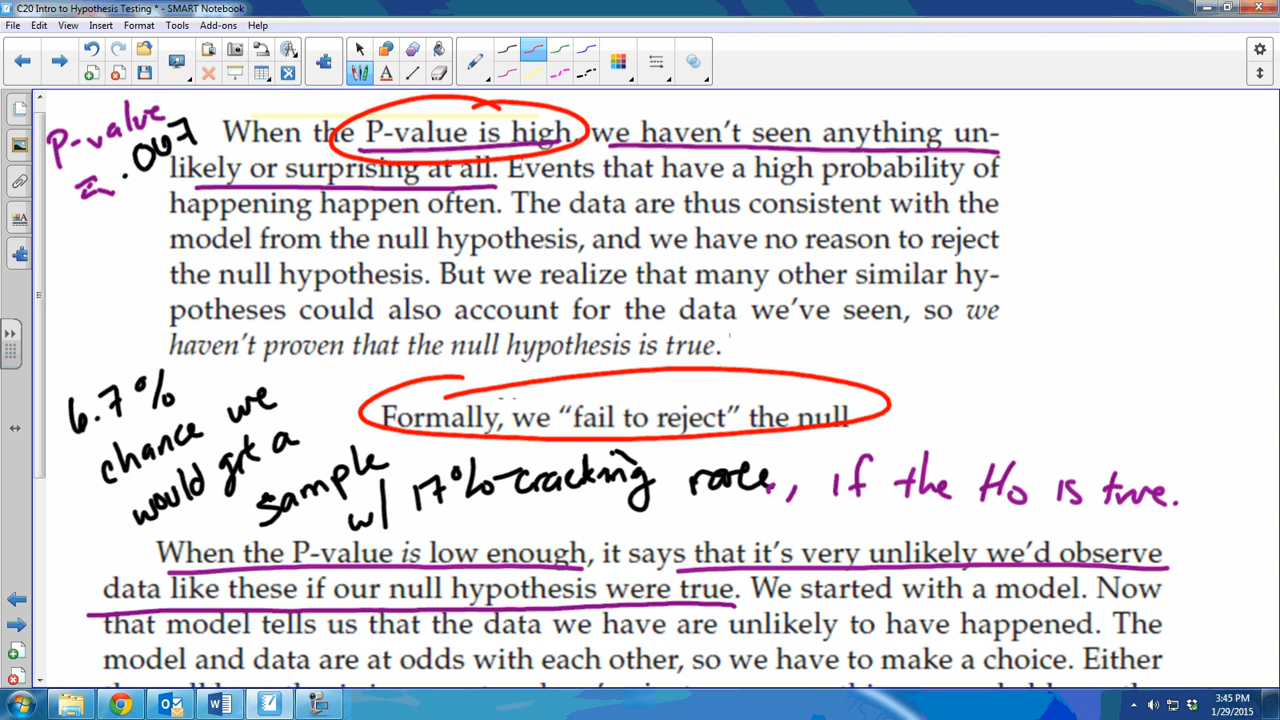 C20 Intro to Hypothesis Testing * - SMART Notebook
File Edit View Insert Format Tools Add-ons Help
P-value
= .067
When the P-value is high, we haven't seen anything un-
likely or surprising at all. Events that have a high probability of
happening happen often. The data are thus consistent with the
model from the null hypothesis, and we have no reason to reject
the null hypothesis. But we realize that many other similar hy-
potheses could also account for the data we've seen, so we
haven't proven that the null hypothesis is true.
Formally, we “fail to reject” the null
6.7%
chance we
would get a
sample
w/ 17%-cracking rate, if the Ho is true.
When the P-value is low enough, it says that it's very unlikely we'd observe
data like these if our null hypothesis were true. We started with a model. Now
that model tells us that the data we have are unlikely to have happened. The
model and data are at odds with each other, so we have to make a choice. Either
3:45 PM
1/29/2015